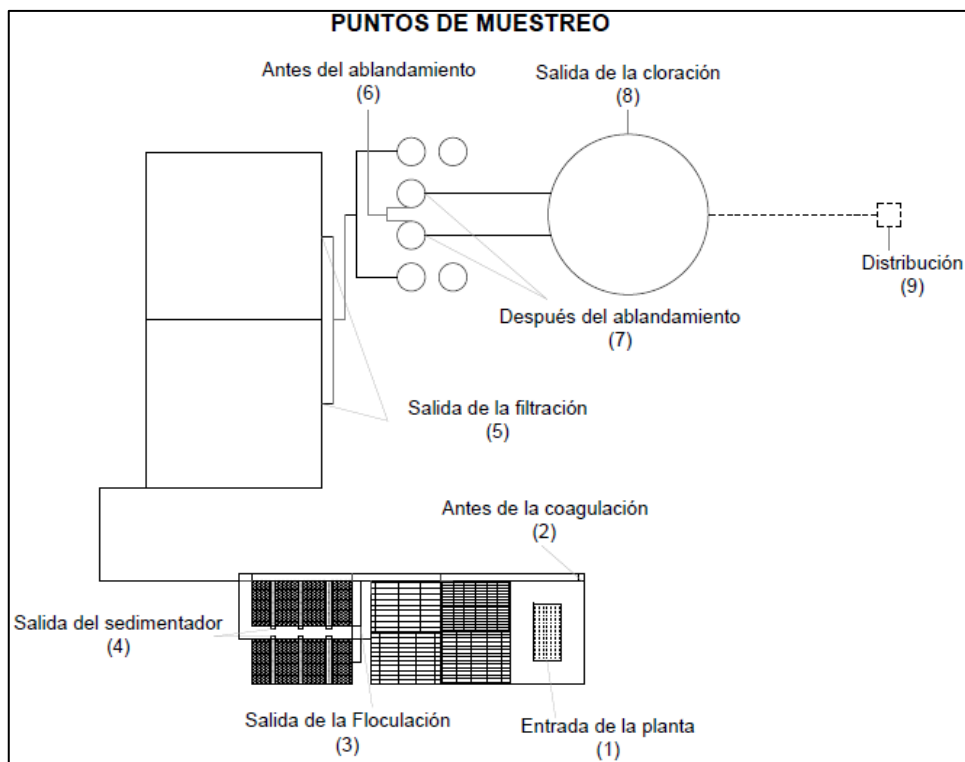 PUNTOS DE MUESTREO
Antes del ablandamiento
(6)
Salida de la cloración
(8)
Distribución
(9)
Después del ablandamiento
(7)
Salida de la filtración
(5)
Antes de la coagulación
(2)
Salida del sedimentador
(4)
Salida de la Floculación
(3)
Entrada de la planta
(1)